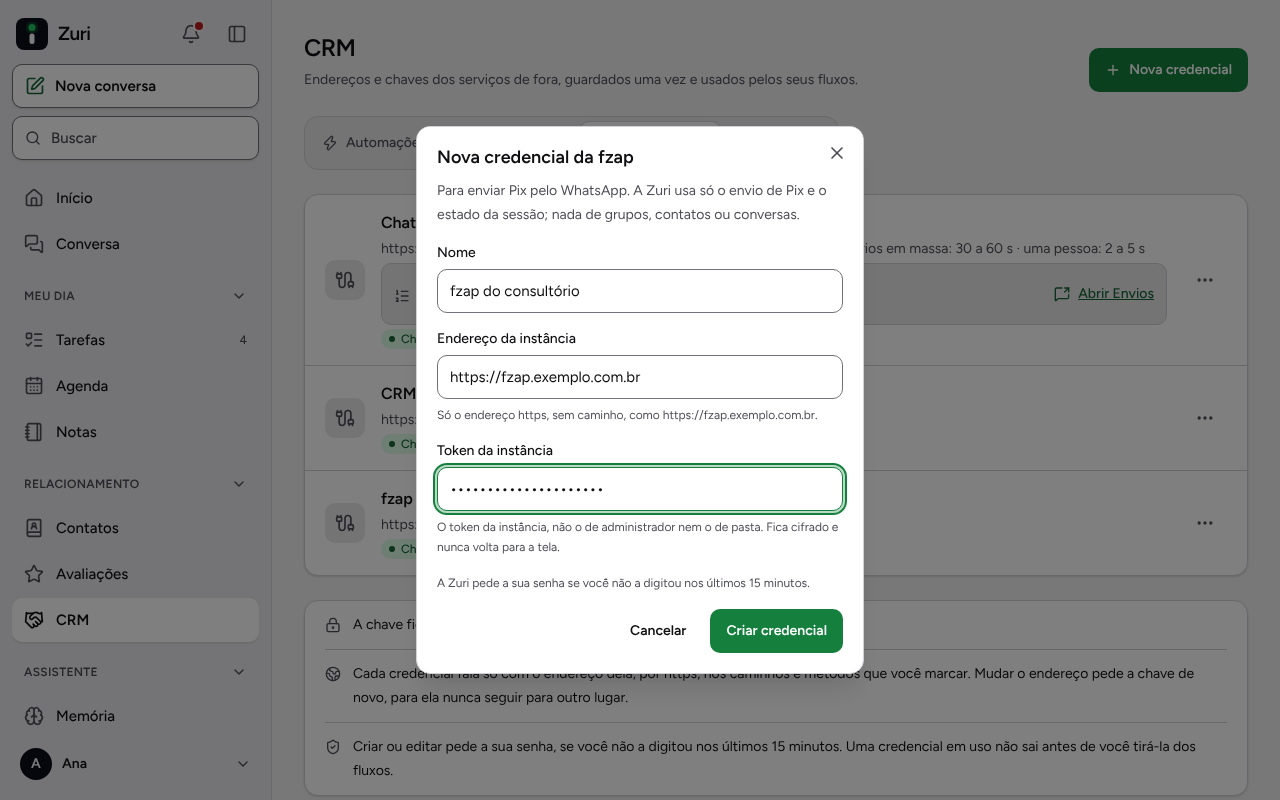 Zuri
Nova conversa
Buscar
Início
Conversa
MEU DIA
Tarefas 4
Agenda
Notas
RELACIONAMENTO
Contatos
Avaliações
CRM
ASSISTENTE
Memória
A Ana
CRM
Endereços e chaves dos serviços de fora, guardados uma vez e usados pelos seus fluxos.
+ Nova credencial
Nova credencial da fzap
Para enviar Pix pelo WhatsApp. A Zuri usa só o envio de Pix e o
estado da sessão; nada de grupos, contatos ou conversas.
Nome
fzap do consultório
Endereço da instância
https://fzap.exemplo.com.br
Só o endereço https, sem caminho, como https://fzap.exemplo.com.br.
Token da instância
•••••••••••••••••••••
O token da instância, não o de administrador nem o de pasta. Fica cifrado e
nunca volta para a tela.
A Zuri pede a sua senha se você não a digitou nos últimos 15 minutos.
Cancelar
Criar credencial
em massa: 30 a 60 s · uma pessoa: 2 a 5 s
Abrir Envios
CRM
fzap
A chave
Cada credencial fala só com o endereço dela, por https, nos caminhos e métodos que você marcar. Mudar o endereço pede a chave de
novo, para ela nunca seguir para outro lugar.
Criar ou editar pede a sua senha, se você não a digitou nos últimos 15 minutos. Uma credencial em uso não sai antes de você tirá-la dos
fluxos.